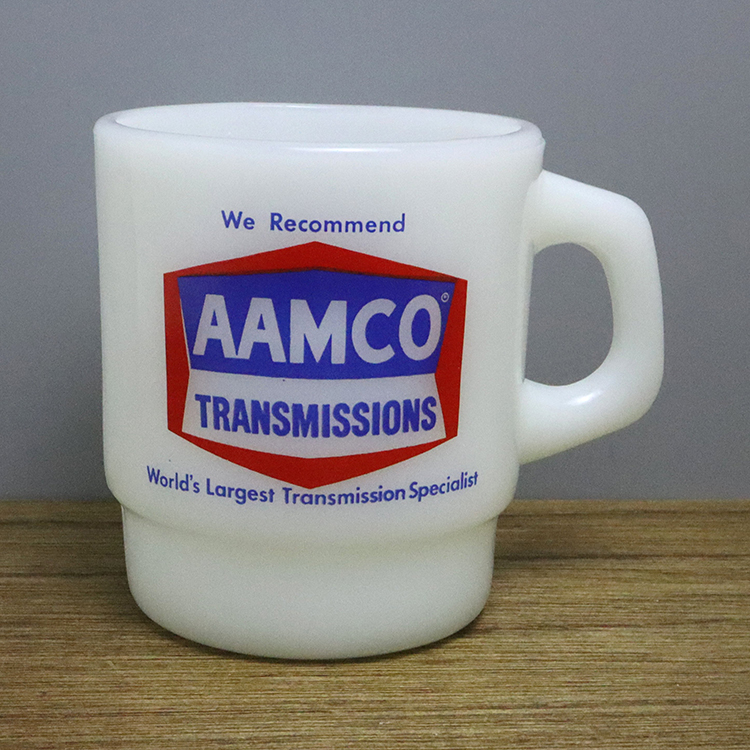 We Recommend
AAMCO®
TRANSMISSIONS
World's Largest Transmission Specialist